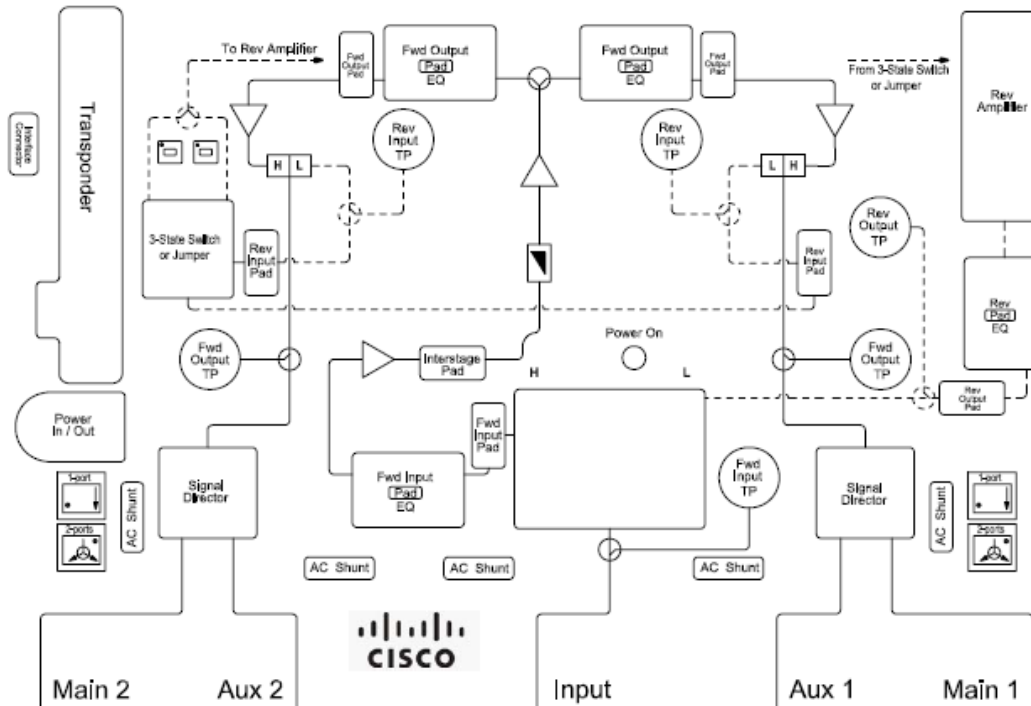 Interface
Connector
Transponder
To Rev Amplifier
Fwd
Output
Pad
Fwd Output
Pad
EQ
Fwd Output
Pad
EQ
Fwd
Output
Pad
From 3-State Switch
or Jumper
Rev
Amplifier
Rev
Input
TP
Rev
Input
TP
H L
L H
3-State Switch
or Jumper
Rev
Input
Pad
Rev
Input
Pad
Rev
Output
TP
Rev
Pad
EQ
Fwd
Output
TP
Interstage
Pad
Power On
H
L
Fwd
Output
TP
Rev
Output
Pad
Power
In / Out
Fwd
Input
Pad
Fwd Input
Pad
EQ
Fwd
Input
TP
1-port
2-ports
AC Shunt
Signal
Director
Signal
Director
AC Shunt
1-port
2-ports
AC Shunt
AC Shunt
AC Shunt
CISCO
Main 2
Aux 2
Input
Aux 1
Main 1